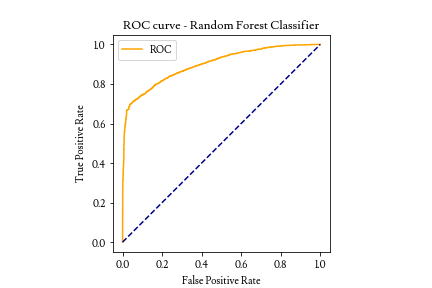 ROC curve - Random Forest Classifier
ROC
1.0
0.8
0.6
0.4
0.2
0.0
True Positive Rate
0.0 0.2 0.4 0.6 0.8 1.0
False Positive Rate